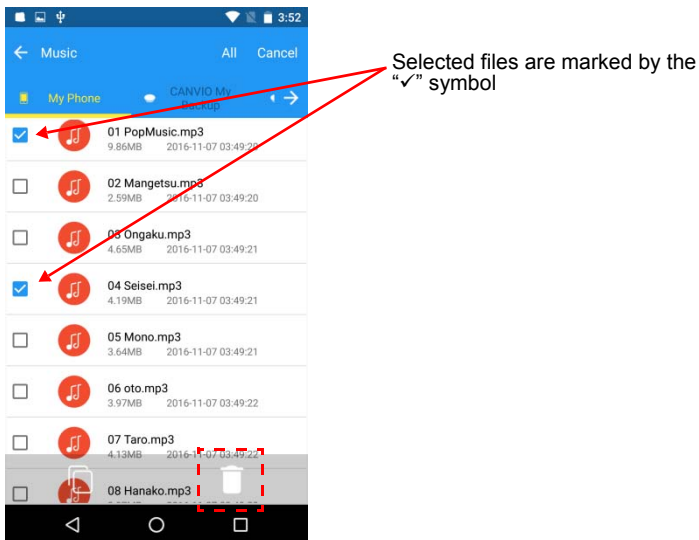 3:52
Music All Cancel
My Phone CANVIO My
Backup
01 PopMusic.mp3
9.86MB 2016-11-07 03:49:20
02 Mangetsu.mp3
2.59MB 2016-11-07 03:49:20
03 Ongaku.mp3
4.65MB 2016-11-07 03:49:21
04 Seisei.mp3
4.19MB 2016-11-07 03:49:21
05 Mono.mp3
3.64MB 2016-11-07 03:49:21
06 oto.mp3
3.97MB 2016-11-07 03:49:22
07 Taro.mp3
4.13MB 2016-11-07 03:49:22
08 Hanako.mp3
Selected files are marked by the
“✓” symbol